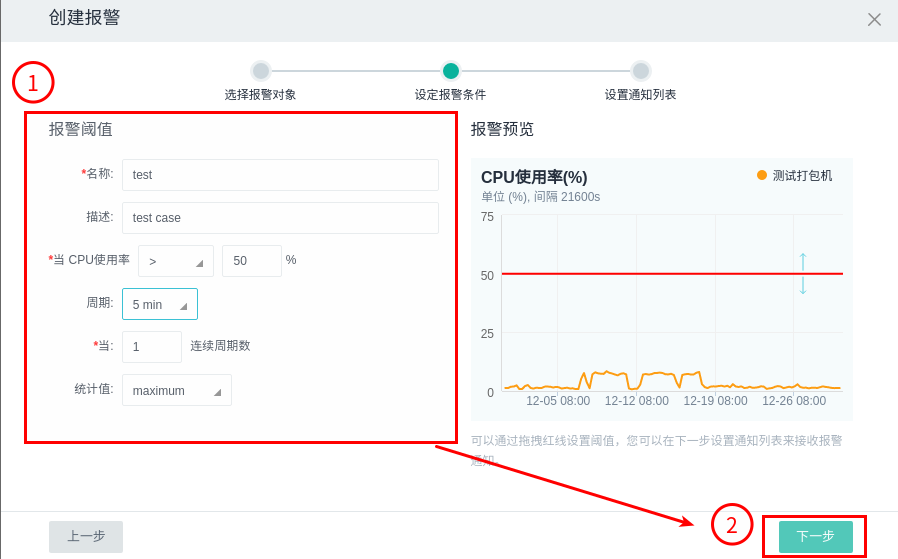 创建报警
选择报警对象
设定报警条件
设置通知列表
1
报警阈值
*名称: test
描述: test case
*当 CPU使用率 > 50 %
周期: 5 min
*当: 1 连续周期数
统计值: maximum
报警预览
CPU使用率(%)
测试打包机
单位 (%), 间隔 21600s
75
50
25
0
12-05 08:00 12-12 08:00 12-19 08:00 12-26 08:00
可以通过拖拽红线设置阈值，您可以在下一步设置通知列表来接收报警
通知。
2
上一步
下一步